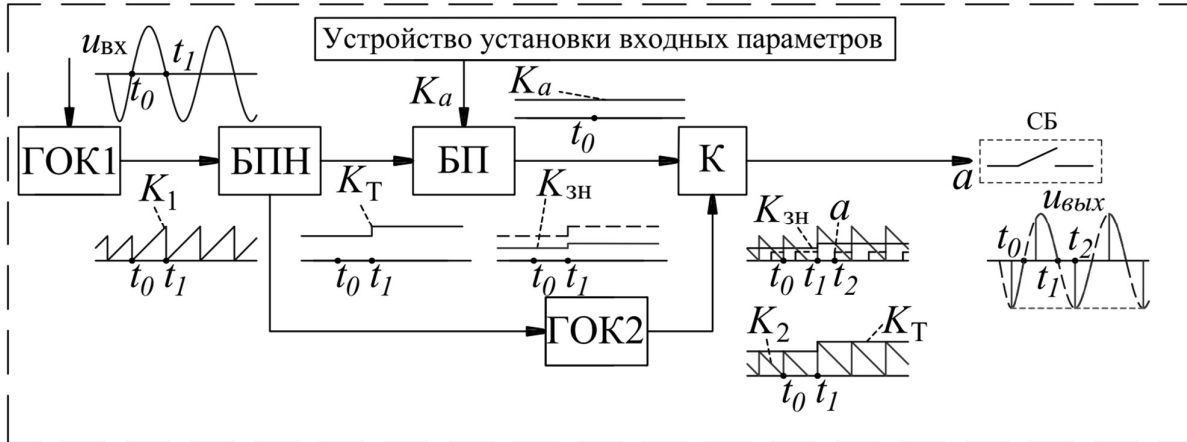 Устройство установки входных параметров
uвх
t0
t1
Ka
Ka
t0
ГОК1
БПН
БП
К
СБ
a
K1
t0 t1
KТ
t0 t1
Kзн
t0 t1
Kзн
a
t0 t1 t2
uвых
t0
t1
t2
ГОК2
K2
KТ
t0 t1